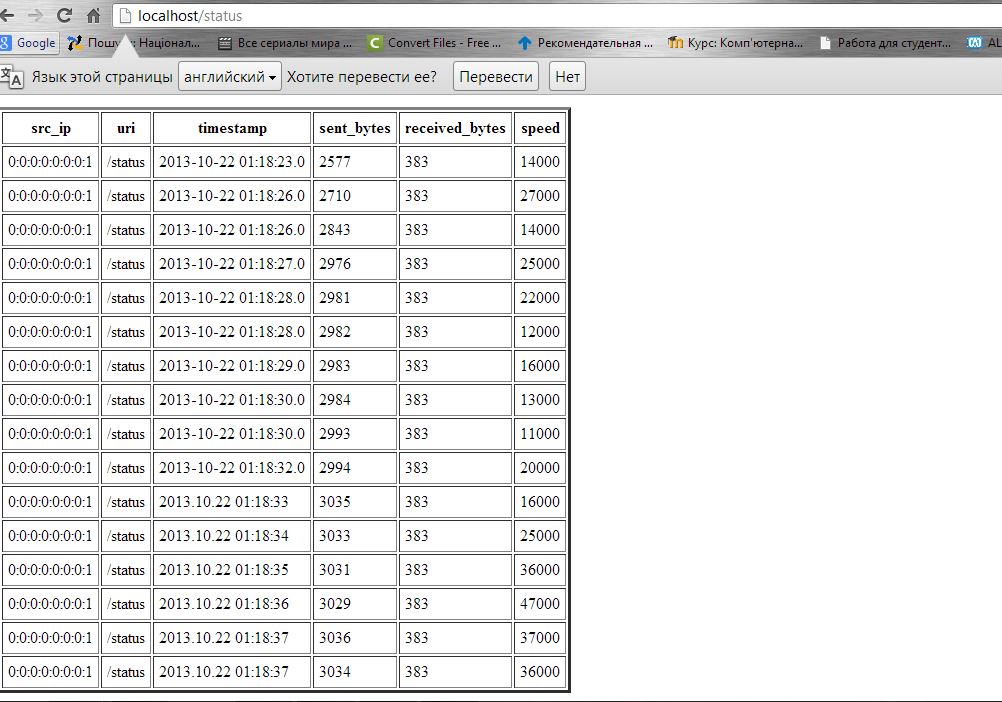 localhost/status
Google Пошук: Націонал... Все сериалы мира ... Convert Files - Free ... Рекомендательная ... Курс: Комп'ютерна... Работа для студент... AL
Язык этой страницы английский Хотите перевести ее? Перевести Нет
src_ip uri timestamp sent_bytes received_bytes speed
0:0:0:0:0:0:0:1 /status 2013-10-22 01:18:23.0 2577 383 14000
0:0:0:0:0:0:0:1 /status 2013-10-22 01:18:26.0 2710 383 27000
0:0:0:0:0:0:0:1 /status 2013-10-22 01:18:26.0 2843 383 14000
0:0:0:0:0:0:0:1 /status 2013-10-22 01:18:27.0 2976 383 25000
0:0:0:0:0:0:0:1 /status 2013-10-22 01:18:28.0 2981 383 22000
0:0:0:0:0:0:0:1 /status 2013-10-22 01:18:28.0 2982 383 12000
0:0:0:0:0:0:0:1 /status 2013-10-22 01:18:29.0 2983 383 16000
0:0:0:0:0:0:0:1 /status 2013-10-22 01:18:30.0 2984 383 13000
0:0:0:0:0:0:0:1 /status 2013-10-22 01:18:30.0 2993 383 11000
0:0:0:0:0:0:0:1 /status 2013-10-22 01:18:32.0 2994 383 20000
0:0:0:0:0:0:0:1 /status 2013.10.22 01:18:33 3035 383 16000
0:0:0:0:0:0:0:1 /status 2013.10.22 01:18:34 3033 383 25000
0:0:0:0:0:0:0:1 /status 2013.10.22 01:18:35 3031 383 36000
0:0:0:0:0:0:0:1 /status 2013.10.22 01:18:36 3029 383 47000
0:0:0:0:0:0:0:1 /status 2013.10.22 01:18:37 3036 383 37000
0:0:0:0:0:0:0:1 /status 2013.10.22 01:18:37 3034 383 36000